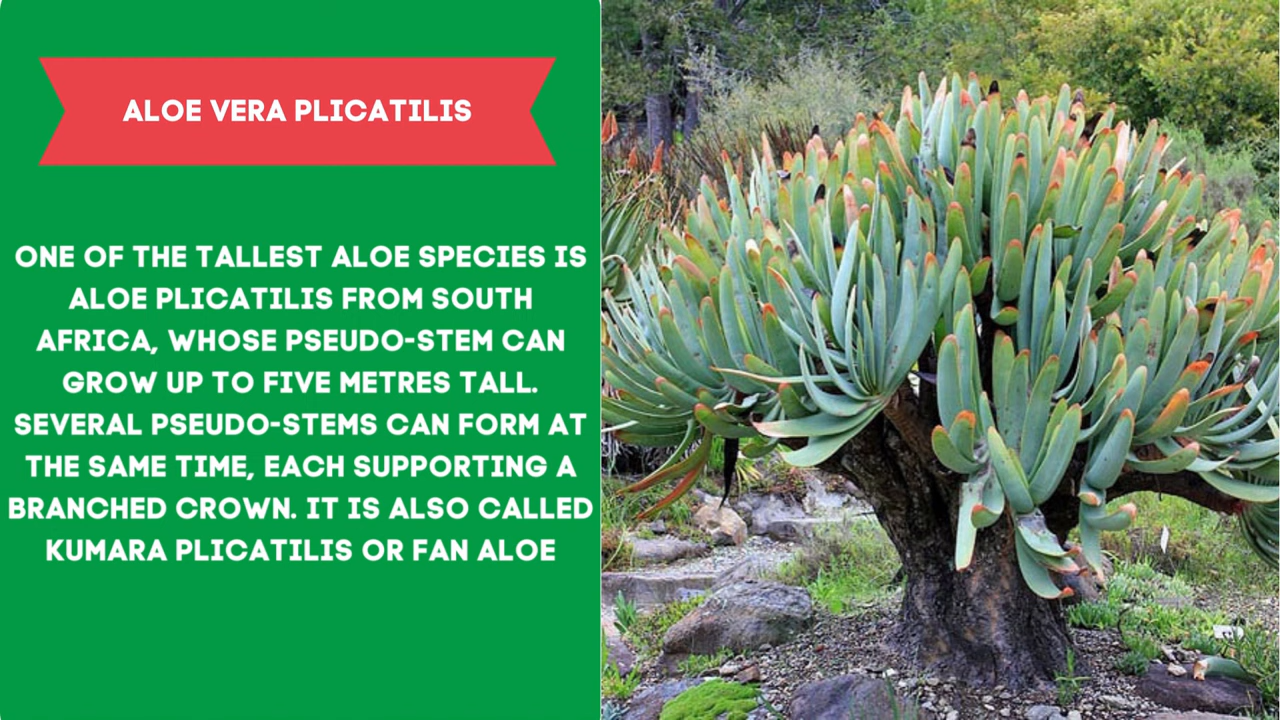 ALOE VERA PLICATILIS
ONE OF THE TALLEST ALOE SPECIES IS
ALOE PLICATILIS FROM SOUTH
AFRICA, WHOSE PSEUDO-STEM CAN
GROW UP TO FIVE METRES TALL.
SEVERAL PSEUDO-STEMS CAN FORM AT
THE SAME TIME, EACH SUPPORTING A
BRANCHED CROWN. IT IS ALSO CALLED
KUMARA PLICATILIS OR FAN ALOE